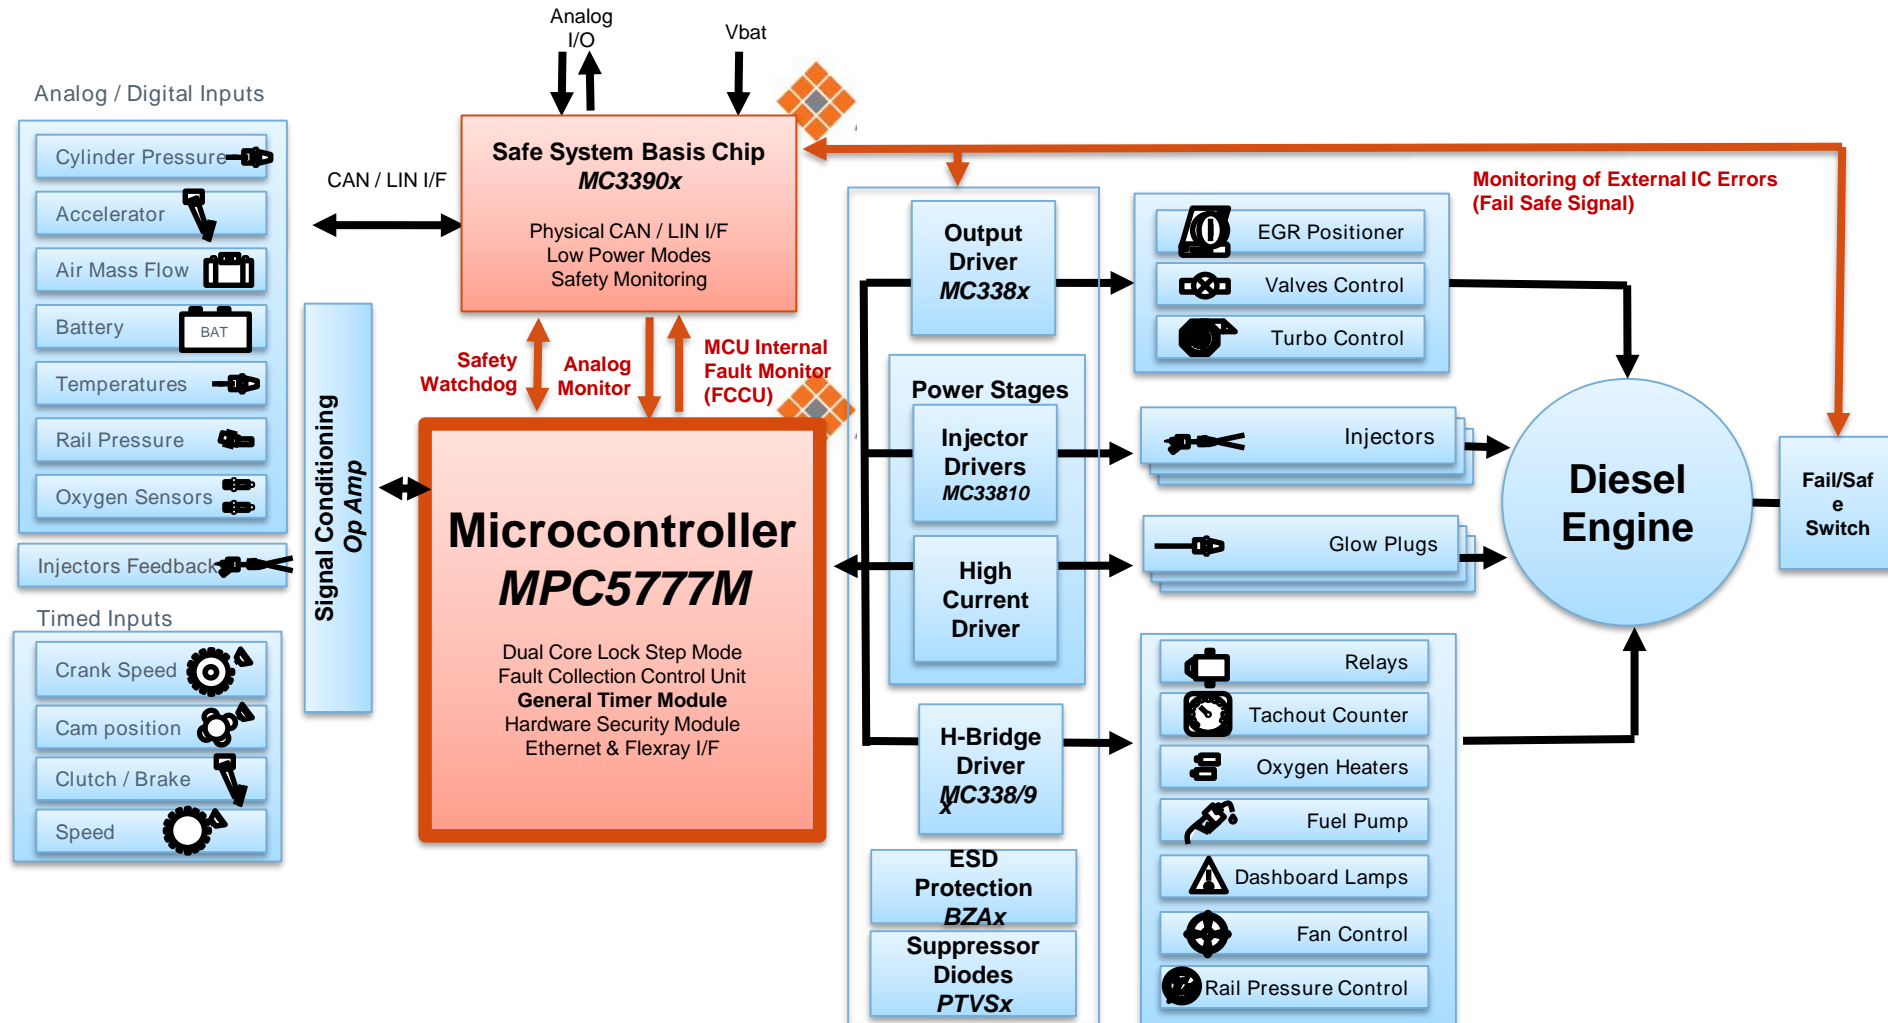 Analog
I/O
Vbat
Analog / Digital Inputs
Cylinder Pressure
Accelerator
Air Mass Flow
Battery
BAT
Temperatures
Rail Pressure
Oxygen Sensors
Injectors Feedback
Timed Inputs
Crank Speed
Cam position
Clutch / Brake
Speed
Signal Conditioning
Op Amp
CAN / LIN I/F
Safe System Basis Chip
MC3390x
Physical CAN / LIN I/F
Low Power Modes
Safety Monitoring
Safety
Watchdog
Analog
Monitor
MCU Internal
Fault Monitor
(FCCU)
Microcontroller
MPC5777M
Dual Core Lock Step Mode
Fault Collection Control Unit
General Timer Module
Hardware Security Module
Ethernet & Flexray I/F
Output
Driver
MC338x
Power Stages
Injector
Drivers
MC33810
High
Current
Driver
H-Bridge
Driver
MC338/9
x
ESD
Protection
BZAx
Suppressor
Diodes
PTVSx
EGR Positioner
Valves Control
Turbo Control
Injectors
Glow Plugs
Relays
Tachout Counter
Oxygen Heaters
Fuel Pump
Dashboard Lamps
Fan Control
Rail Pressure Control
Monitoring of External IC Errors
(Fail Safe Signal)
Diesel
Engine
Fail/Saf
e
Switch